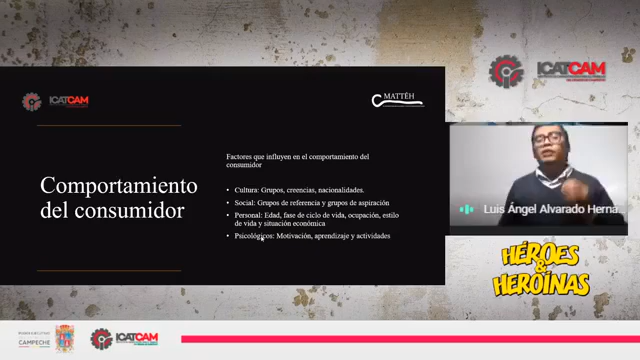 ICATCAM
MATTÉH
ICATCAM
Comportamiento
del consumidor
Factores que influyen en el comportamiento del
consumidor
• Cultura: Grupos, creencias, nacionalidades.
• Social: Grupos de referencia y grupos de aspiración
• Personal: Edad, fase de ciclo de vida, ocupación, estilo
de vida y situación económica
• Psicológicos: Motivación, aprendizaje y actividades
Luis Ángel Alvarado Herna...
HÉROES
&
HEROÍNAS
PODER EJECUTIVO
CAMPECHE
ICATCAM